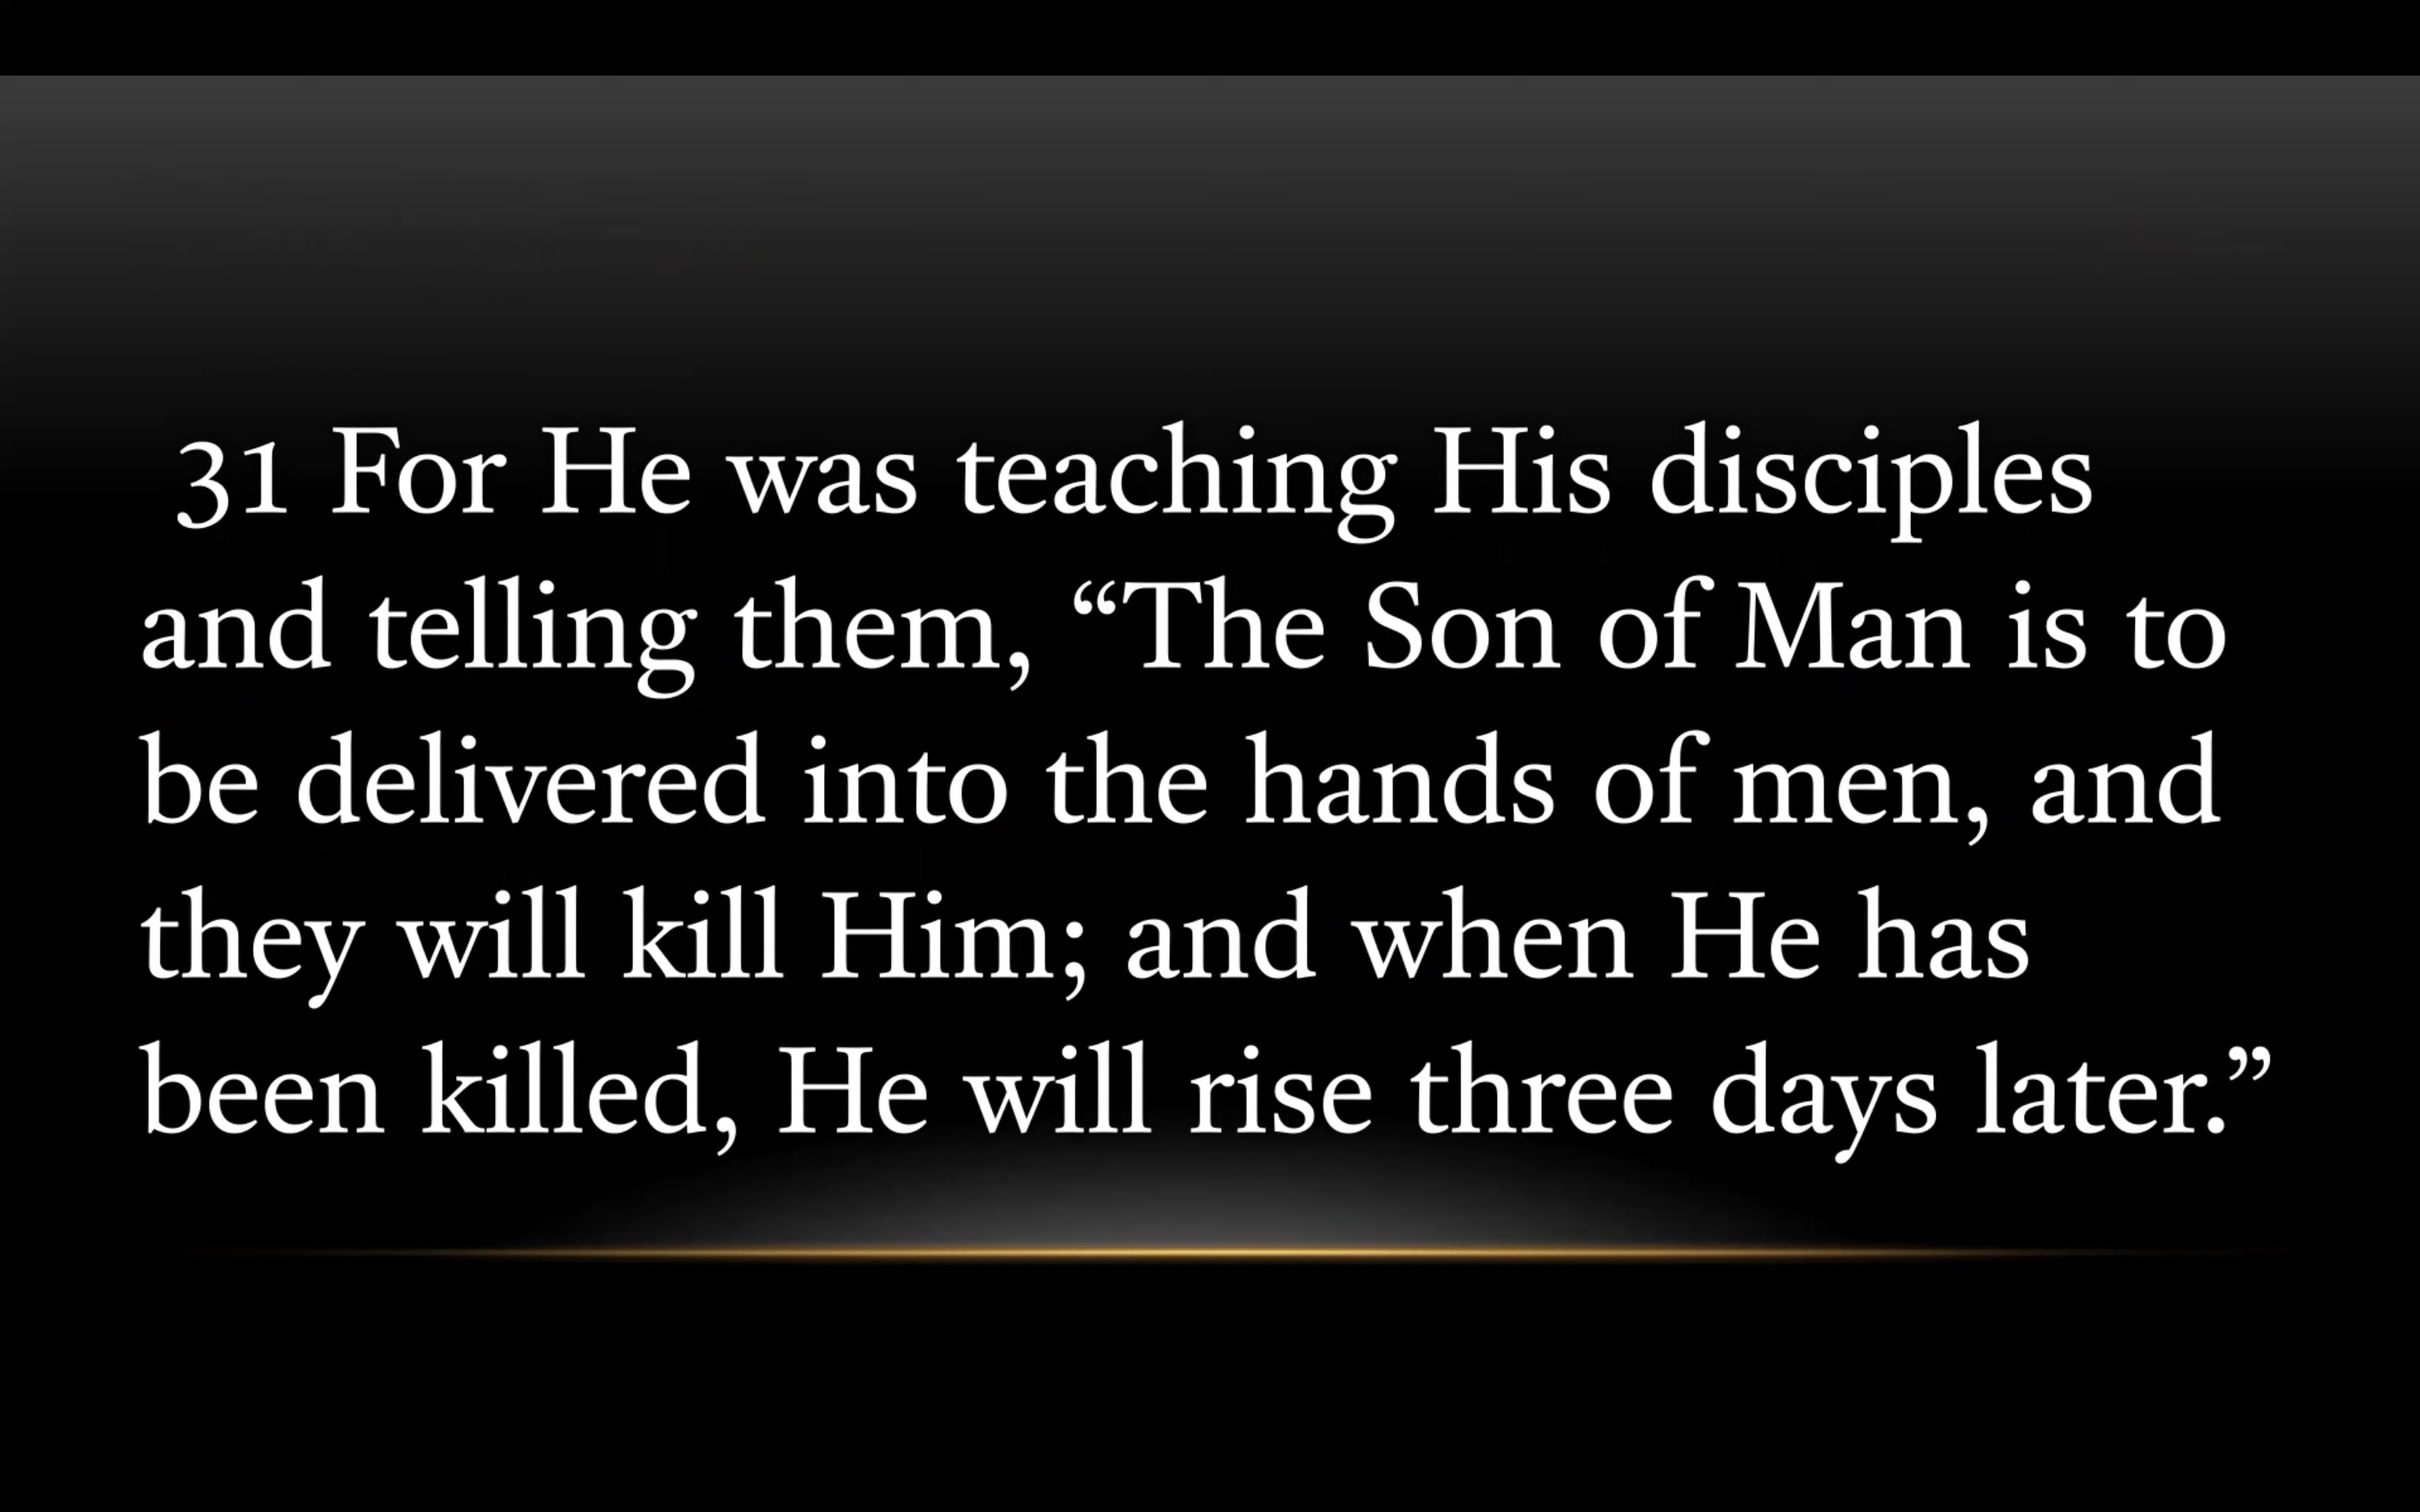 31 For He was teaching His disciples
and telling them, “The Son of Man is to
be delivered into the hands of men, and
they will kill Him; and when He has
been killed, He will rise three days later.”